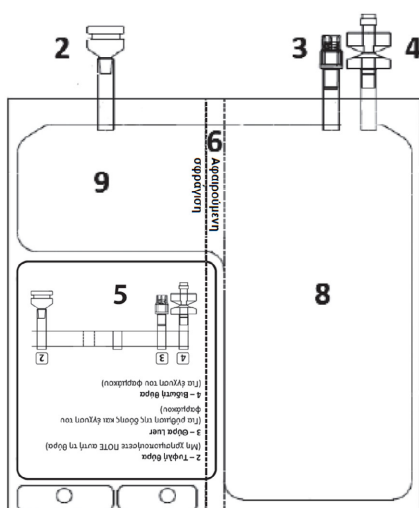 2
3
4
6
Αφαιρούμενη
σφράγιση
9
5
8
2 – Τυφλή θύρα
(Μη χρησιμοποιήσετε ΠΟΤΕ αυτή τη θύρα)
3 – Θύρα Luer
(Για ρύθμιση της δόσης και έγχυση του
φαρμάκου)
4 – Βιδωτή θύρα
(Για έγχυση του φαρμάκου)
4 3 2